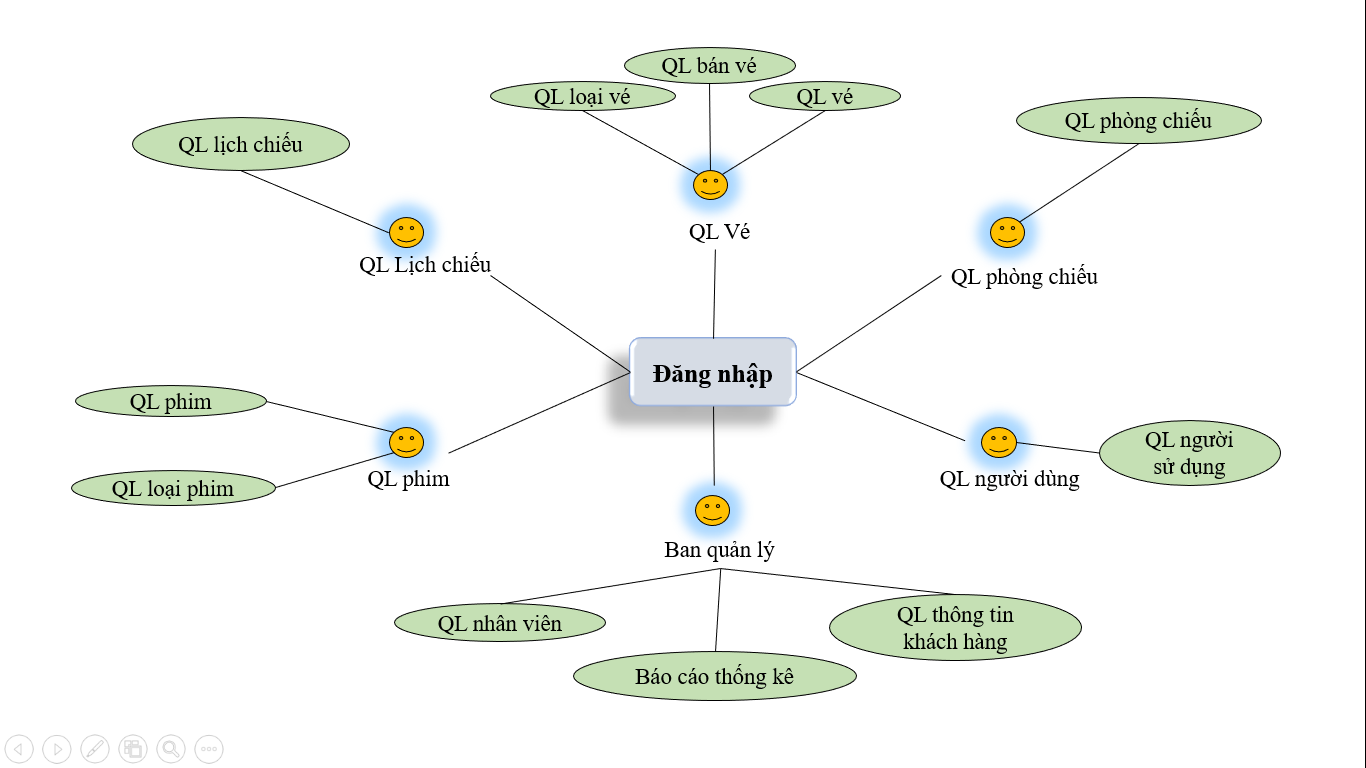 QL bán vé
QL loại vé
QL vé
QL phòng chiếu
QL lịch chiếu
QL Vé
QL Lịch chiếu
QL phòng chiếu
Đăng nhập
QL phim
QL người
sử dụng
QL phim
QL người dùng
QL loại phim
Ban quản lý
QL nhân viên
QL thông tin
khách hàng
Báo cáo thống kê